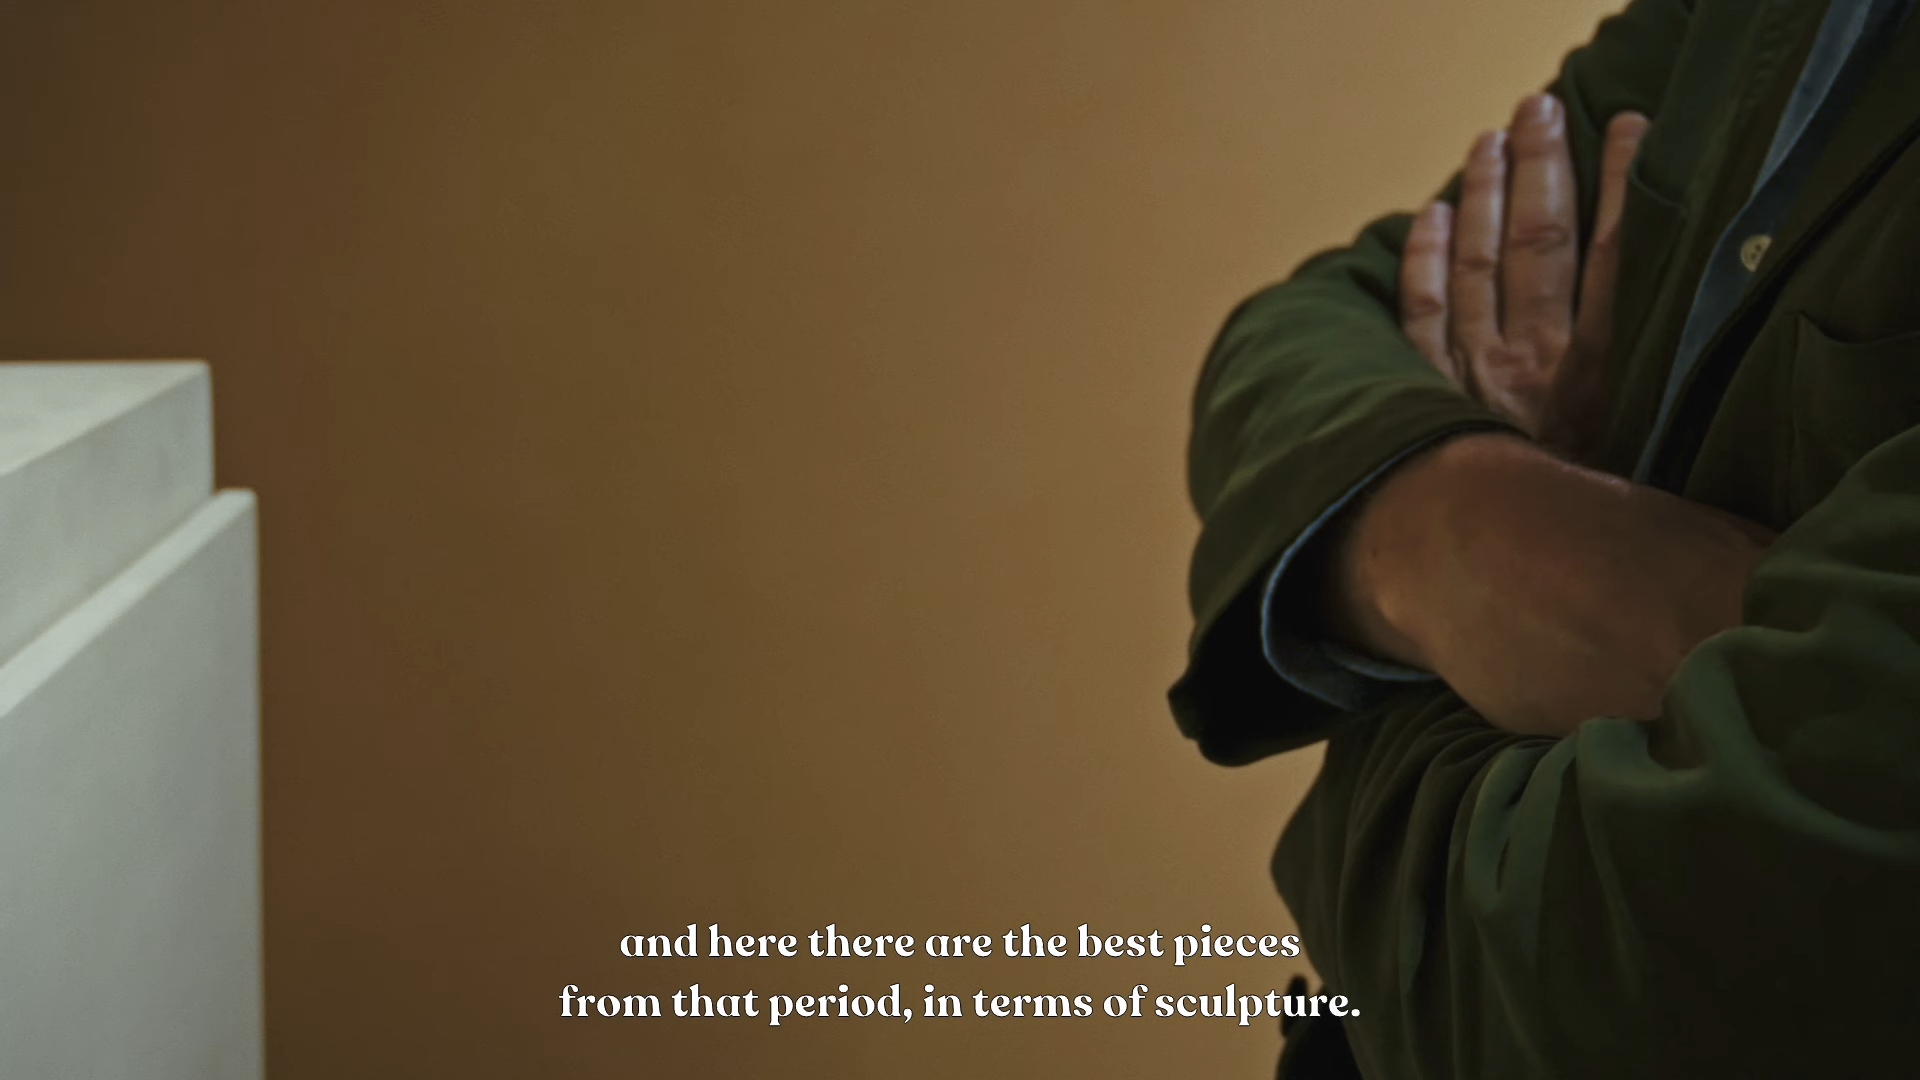 and here there are the best pieces
from that period, in terms of sculpture.